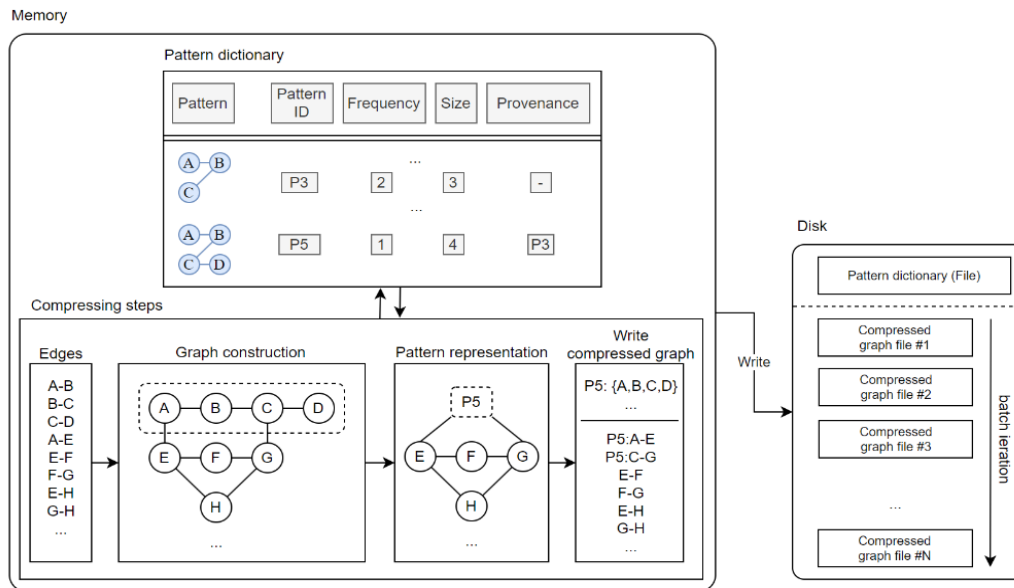 Memory
Pattern dictionary
Pattern
Pattern
ID
Frequency
Size
Provenance
A B
C
...
P3
2
3
-
...
A B
C D
P5
1
4
P3
Compressing steps
Edges
A-B
B-C
C-D
A-E
E-F
F-G
E-H
G-H
...
Graph construction
A B C D
E F G
H
...
Pattern representation
P5
E F G
H
...
Write
compressed graph
P5: {A,B,C,D}
...
P5:A-E
P5:C-G
E-F
F-G
E-H
G-H
...
Write
Disk
Pattern dictionary (File)
Compressed
graph file #1
Compressed
graph file #2
Compressed
graph file #3
...
Compressed
graph file #N
batch ieration